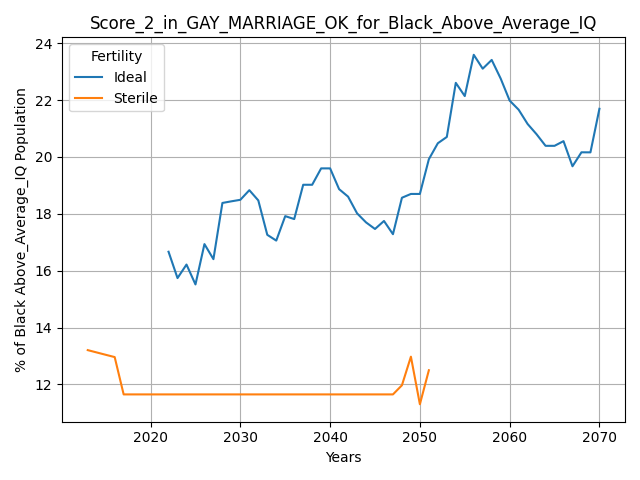 Score_2_in_GAY_MARRIAGE_OK_for_Black_Above_Average_IQ
% of Black Above_Average_IQ Population
24
22
20
18
16
14
12
Fertility
Ideal
Sterile
2020 2030 2040 2050 2060 2070
Years